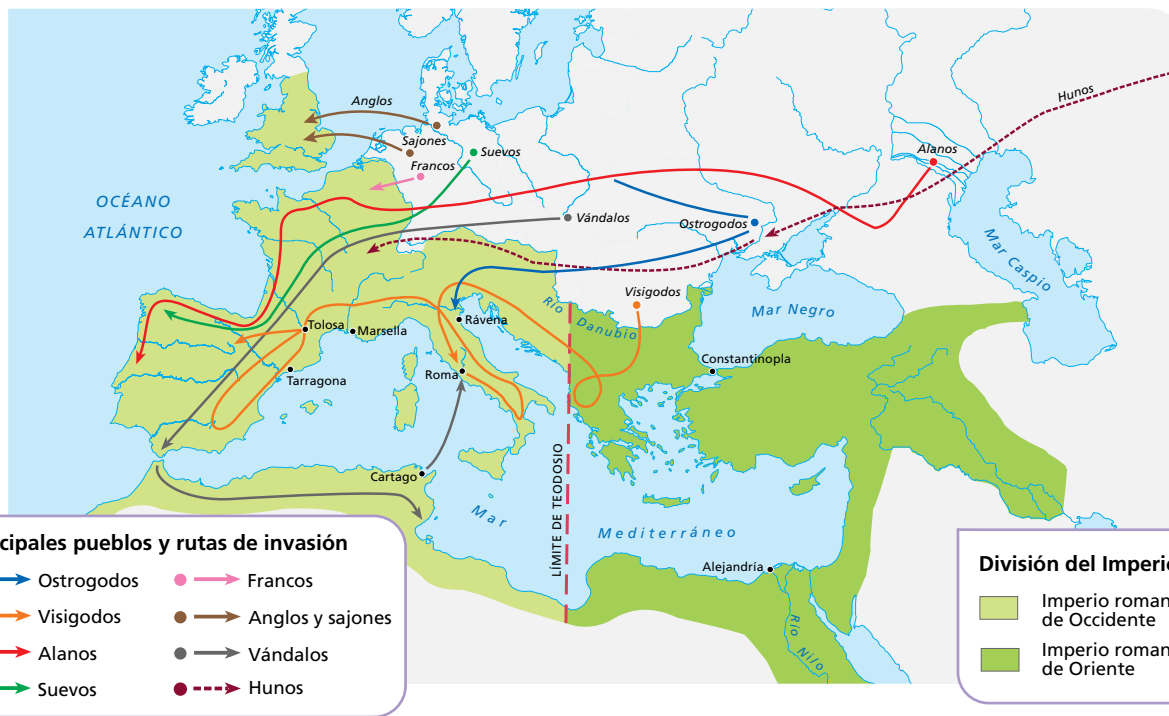 Hunos
Anglos
Sajones
Francos
Suevos
Alanos
OCÉANO
ATLÁNTICO
Vándalos
Ostrogodos
Mar Caspio
Visigodos
Río Danubio
Mar Negro
Tolosa
Marsella
Rávena
Constantinopla
Tarragona
Roma
LÍMITE DE TEODOSIO
Cartago
Mar
Mediterráneo
Alejandría
Río Nilo
cipales pueblos y rutas de invasión
Ostrogodos
Francos
Visigodos
Anglos y sajones
Alanos
Vándalos
Suevos
Hunos
División del Imperi
Imperio roman
de Occidente
Imperio roman
de Oriente